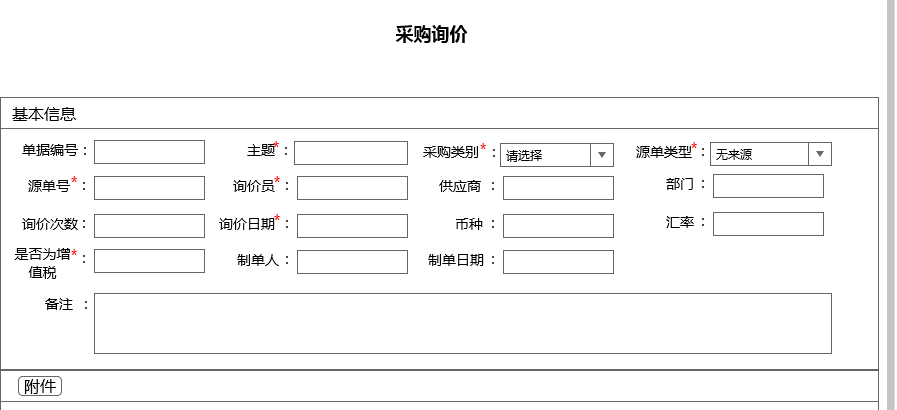 采购询价
基本信息
单据编号：
主题*：
采购类别*：请选择
源单类型*：无来源
源单号*：
询价员*：
供应商 ：
部门 ：
询价次数：
询价日期*：
币种 ：
汇率 ：
是否为增值税*：
制单人 ：
制单日期 ：
备注 ：
附件